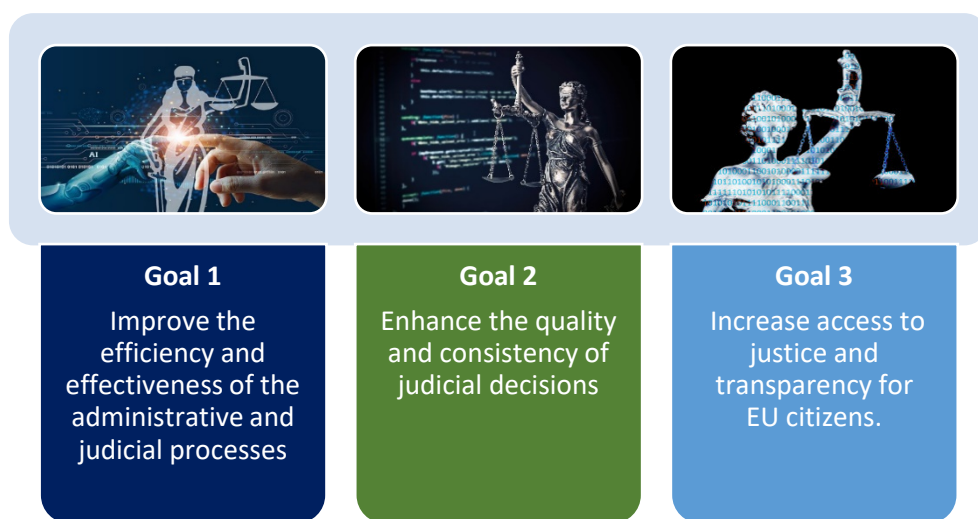 AI
Goal 1
Improve the
efficiency and
effectiveness of the
administrative and
judicial processes
Goal 2
Enhance the quality
and consistency of
judicial decisions
Goal 3
Increase access to
justice and
transparency for
EU citizens.